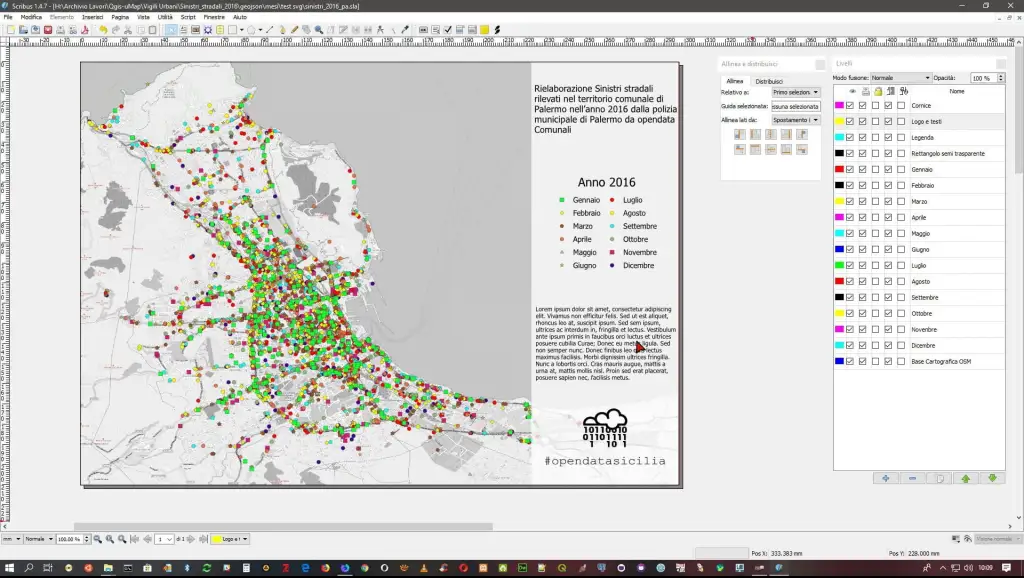 Scribus 1.4.7 - [H:\Archivio Lavori\Qgis-uMap\Vigili Urbani\Sinistri_stradali_2016\geojson\mesi\test svg\sinistri_2016_pa.sla]
File Modifica Elemento Inserisci Pagina Vista Utilità Script Finestre Aiuto
Allinea e distribuisci
Allinea Distribuisci
Relativo a: Primo selezion
Guida selezionata: essuna selezionata
Allinea lati da: Spostamento i
Livelli
Modo fusione: Normale Opacità: 100 %
Nome
Cornice
Logo e testi
Legenda
Rettangolo semi trasparente
Gennaio
Febbraio
Marzo
Aprile
Maggio
Giugno
Luglio
Agosto
Settembre
Ottobre
Novembre
Dicembre
Base Cartografica OSM
Rielaborazione Sinistri stradali
rilevati nel territorio comunale di
Palermo nell'anno 2016 dalla polizia
municipale di Palermo da opendata
Comunali
Anno 2016
Gennaio Luglio
Febbraio Agosto
Marzo Settembre
Aprile Ottobre
Maggio Novembre
Giugno Dicembre
Lorem ipsum dolor sit amet, consectetur adipiscing
elit. Vivamus non efficitur felis. Sed ut est aliquet,
rhoncus leo at, suscipit ipsum. Sed sem ipsum,
ultrices ac interdum in, fringilla et lectus. Vestibulum
ante ipsum primis in faucibus orci luctus et ultrices
posuere cubilia Curae; Donec eu metus ligula. Sed
non semper nunc. Donec finibus leo lectus
maximus facilisis. Morbi dignissim ultrices fringilla.
nunc a lobortis orci. Cras mauris augue, mattis a
urna at, mattis mollis nisl. Proin sed erat placerat,
posuere sapien nec, facilisis metus.
10110010
01101111
1 10 1
#opendatasicilia
mm Normale 100.00 % 1 di 1 Logo e t
Visione normale
Pos X: 333.383 mm Pos Y: 228.000 mm
10:09